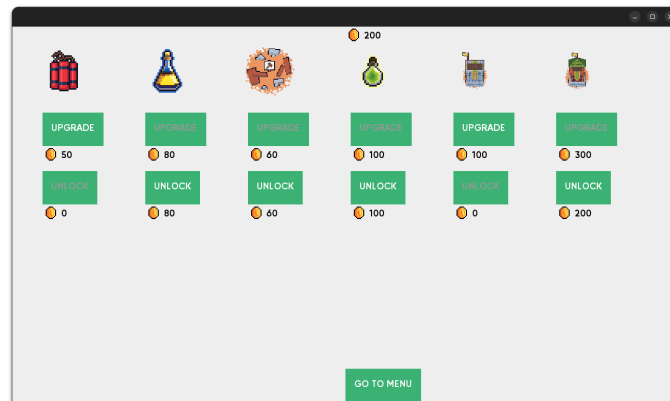 200
UPGRADE UPGRADE UPGRADE UPGRADE UPGRADE UPGRADE
50 80 60 100 100 300
UNLOCK UNLOCK UNLOCK UNLOCK UNLOCK UNLOCK
0 80 60 100 0 200
GO TO MENU